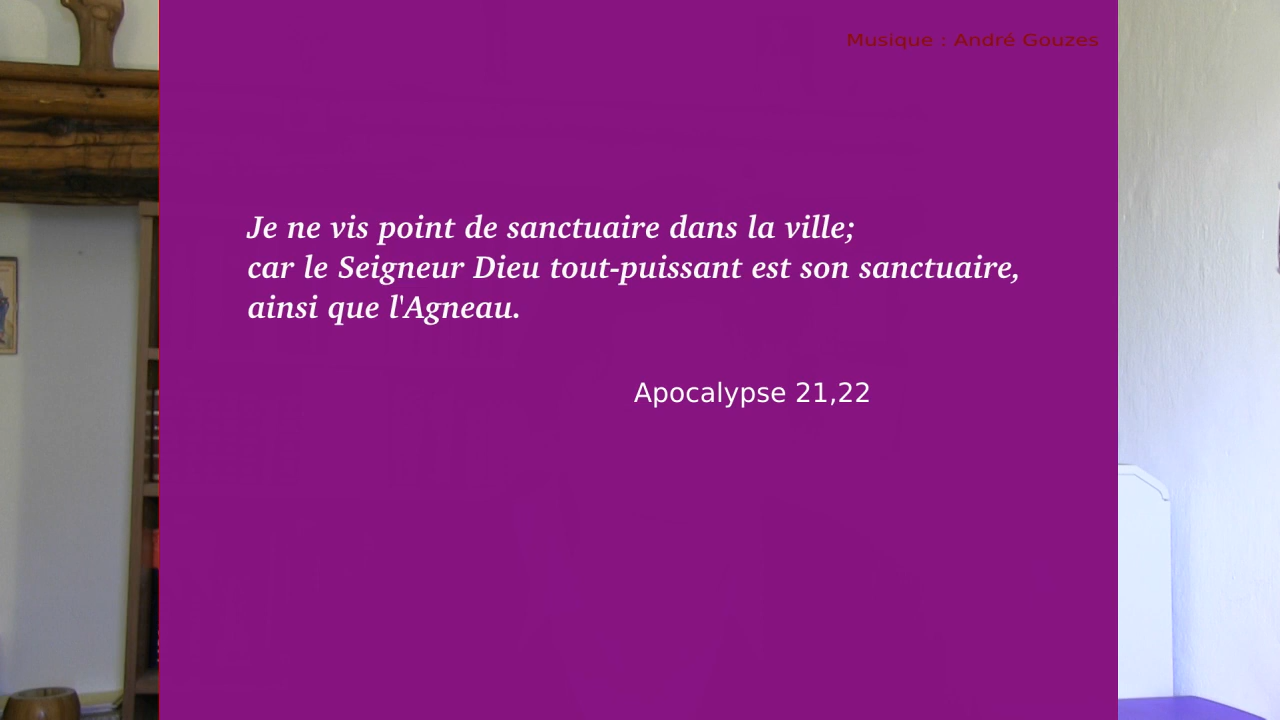 Musique : André Gouzes
Je ne vis point de sanctuaire dans la ville;
car le Seigneur Dieu tout-puissant est son sanctuaire,
ainsi que l'Agneau.
Apocalypse 21,22